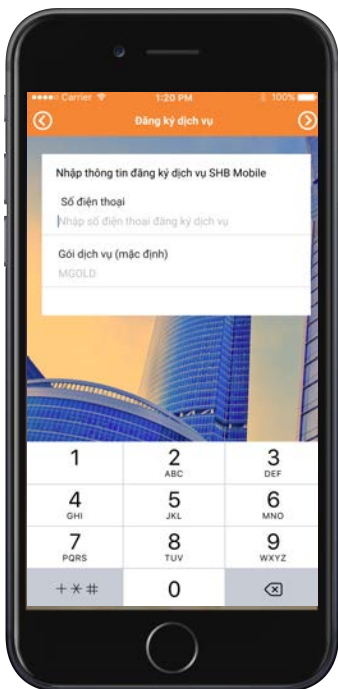 Carrier 1:20 PM 100%
Đăng ký dịch vụ
Nhập thông tin đăng ký dịch vụ SHB Mobile
Số điện thoại
Nhập số điện thoại đăng ký dịch vụ
Gói dịch vụ (mặc định)
MGOLD
1 2 3
ABC DEF
4 5 6
GHI JKL MNO
7 8 9
PQRS TUV WXYZ
+*# 0